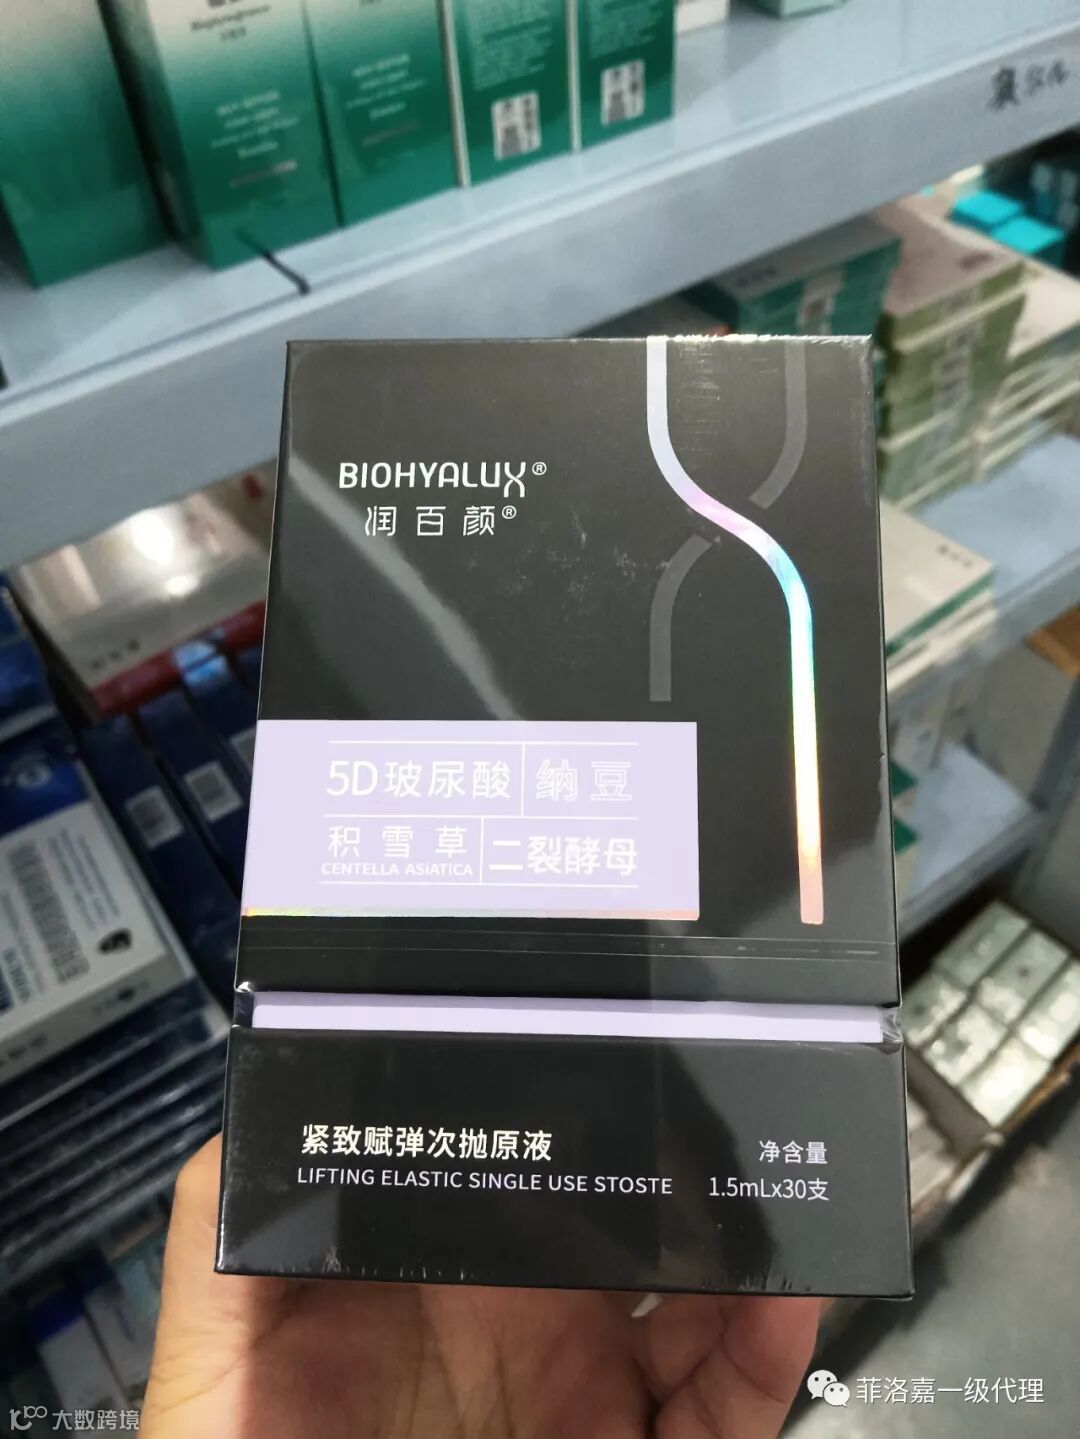 BIOHYALUX®
润百颜®
5D玻尿酸 纳豆
积雪草 二裂酵母
CENTELLA ASIATICA
紧致赋弹次抛原液 净含量
LIFTING ELASTIC SINGLE USE STOSTE 1.5mLx30支
菲洛嘉一级代理
大数跨境